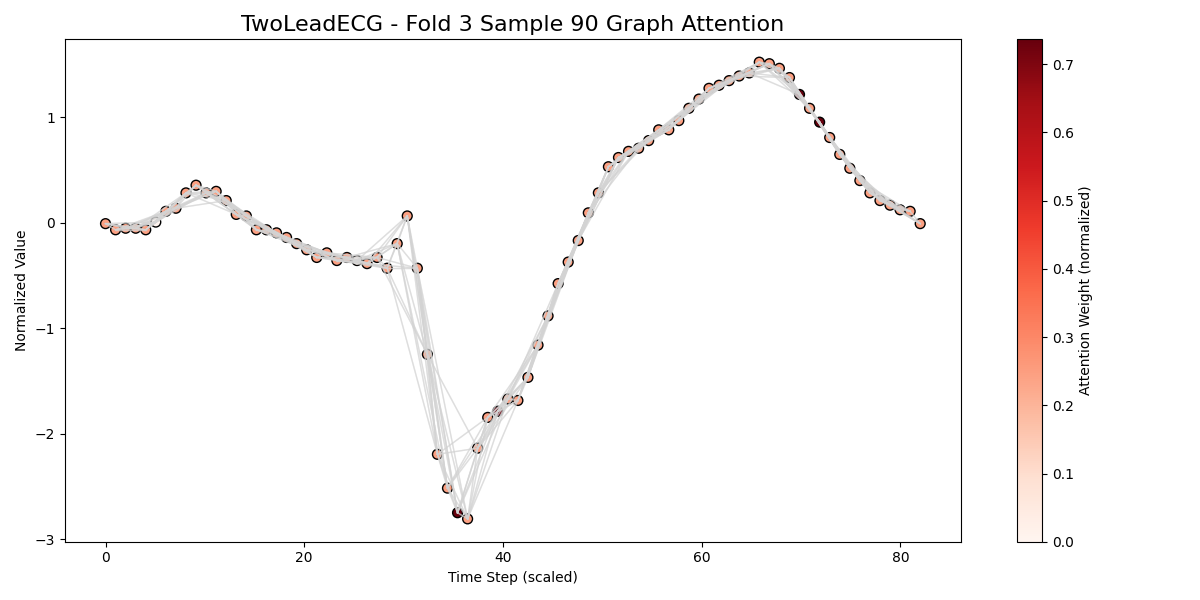 TwoLeadECG - Fold 3 Sample 90 Graph Attention
Normalized Value
1
0
−1
−2
−3
0 20 40 60 80
Time Step (scaled)
0.7
0.6
0.5
0.4
0.3
0.2
0.1
0.0
Attention Weight (normalized)